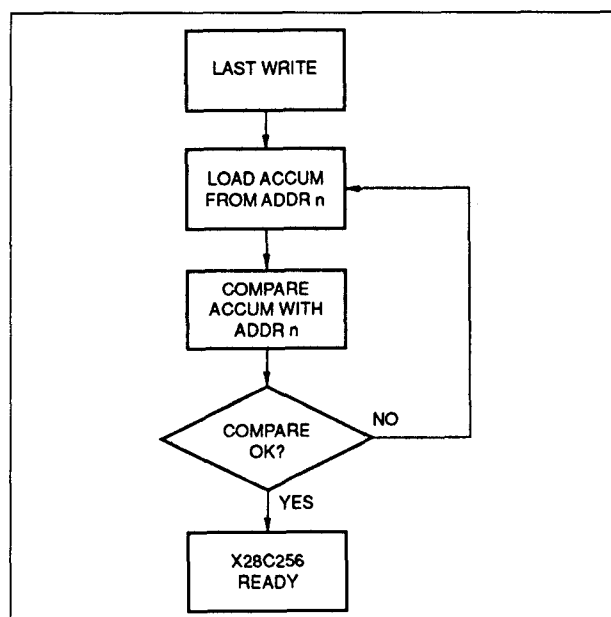 LAST WRITE
LOAD ACCUM
FROM ADDR n
COMPARE
ACCUM WITH
ADDR n
COMPARE
OK?
NO
YES
X28C256
READY